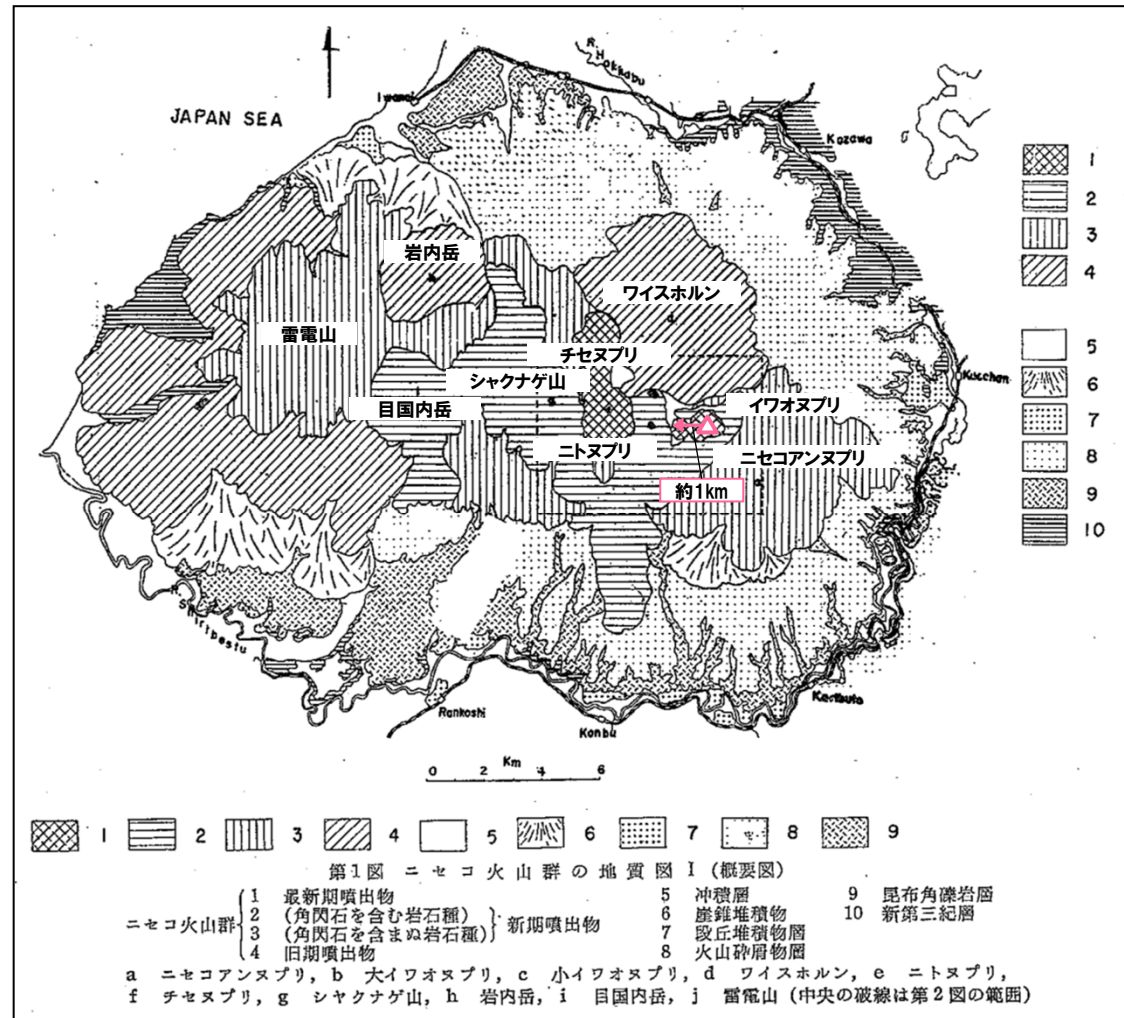 JAPAN SEA
Iwanai
R. Hokkabu
Kozawa
岩内岳
ワイスホルン
雷電山
チセヌプリ
シャクナゲ山
目国内岳
イワオヌプリ
ニトヌプリ
ニセコアンヌプリ
約1km
Kucchan
R. Shiribestu
Rankoshi
Konbu
Km
0 2 4 6
1
2
3
4
5
6
7
8
9
10
1 2 3 4 5 6 7 8 9
第1図 ニセコ火山群の地質図 I (概要図)
ニセコ火山群
1 最新期噴出物
2 (角閃石を含む岩石種)
3 (角閃石を含まぬ岩石種)
新期噴出物
4 旧期噴出物
5 冲積層
6 崖錐堆積物
7 段丘堆積物層
8 火山砕屑物層
9 昆布角礫岩層
10 新第三紀層
a ニセコアンヌプリ, b 大イワオヌプリ, c 小イワオヌプリ, d ワイスホルン, e ニトヌプリ,
f チセヌプリ, g シヤクナゲ山, h 岩内岳, i 目国内岳, j 雷電山 (中央の破線は第2図の範囲)